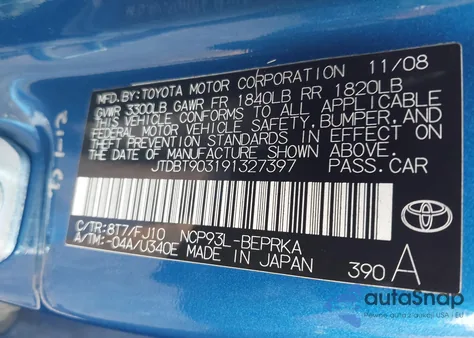 MFD. BY: TOYOTA MOTOR CORPORATION 11/08
GVWR 3300LB GAWR FR 1840LB RR 1820LB
THIS VEHICLE CONFORMS TO ALL APPLICABLE
FEDERAL MOTOR VEHICLE SAFETY, BUMPER, AND
THEFT PREVENTION STANDARDS IN EFFECT ON
THE DATE OF MANUFACTURE SHOWN ABOVE.
JTDBT903191327397 PASS.CAR
C/TR: 8T7/FJ10 NCP93L-BEPRKA
A/TM: -04A/U340E MADE IN JAPAN
TOYOTA
390 A
autoSnap